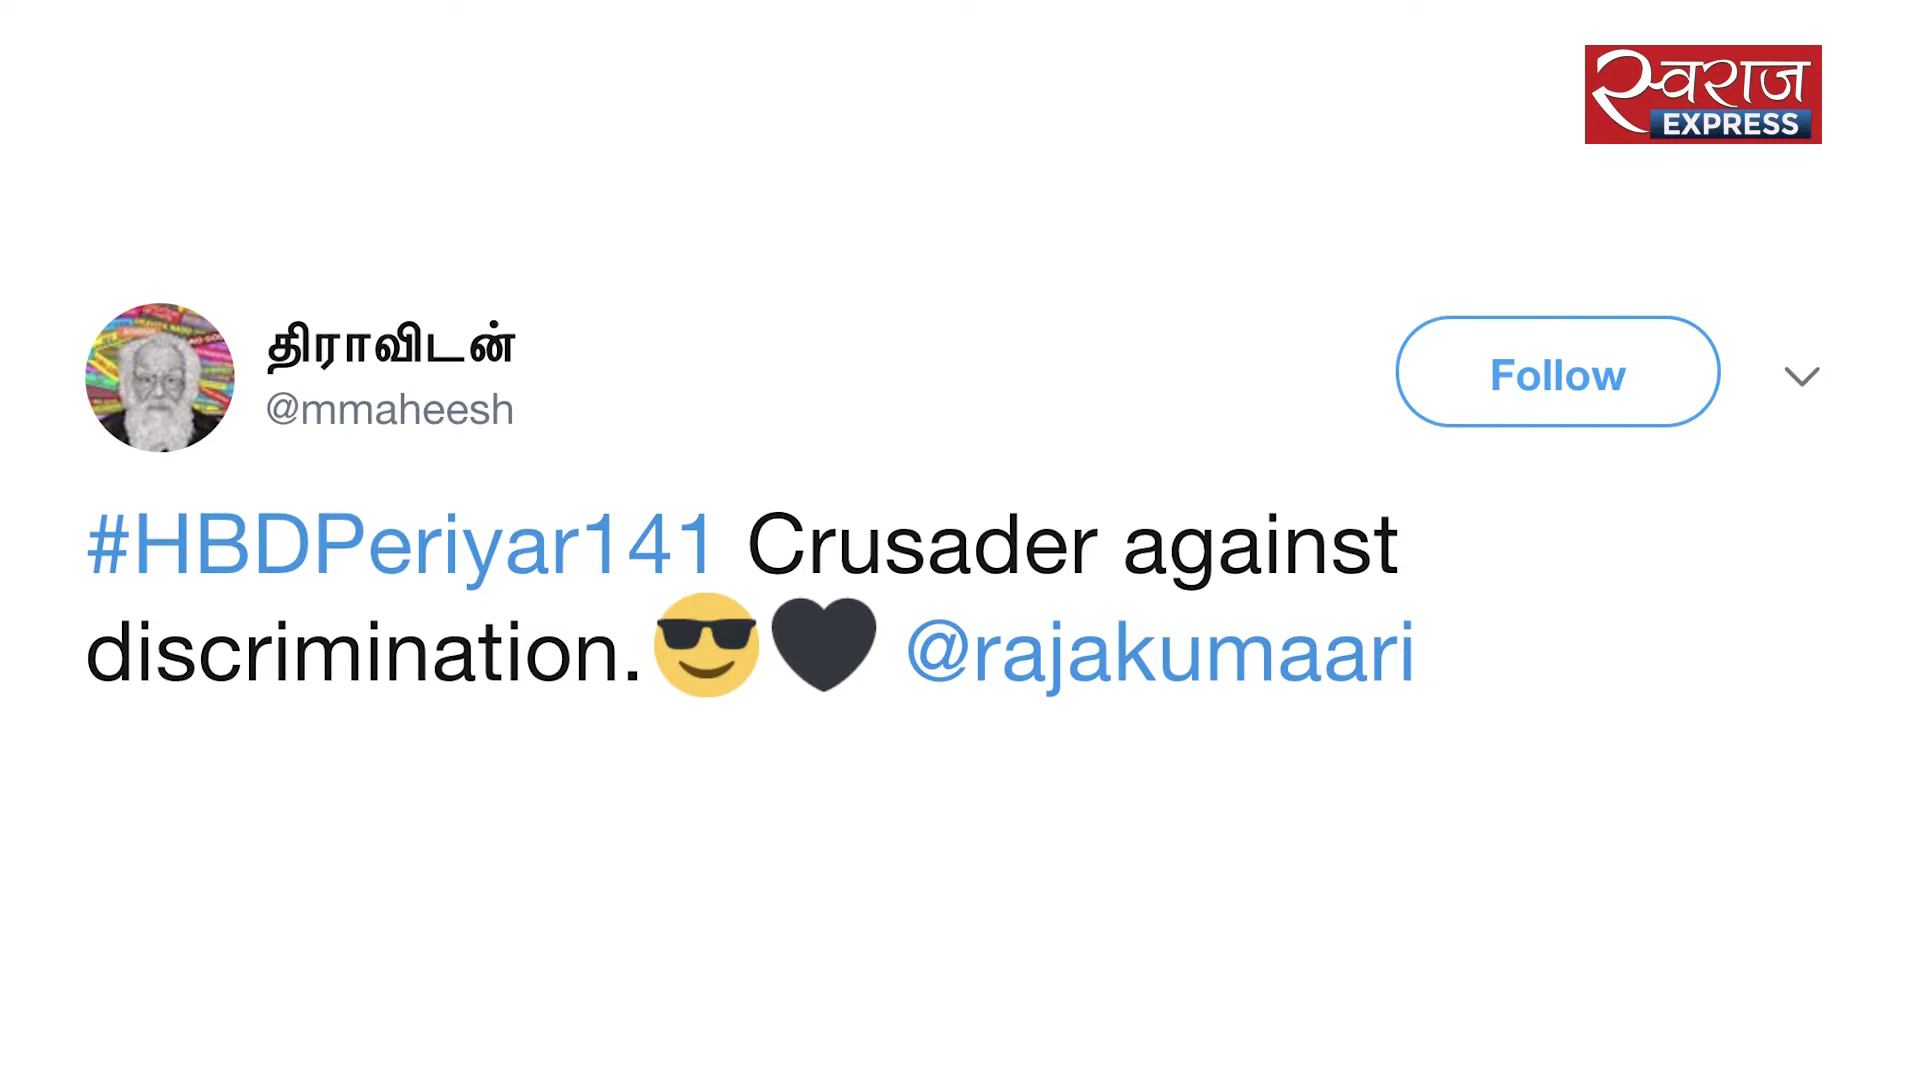 स्वराज
EXPRESS
திராவிடன்
@mmaheesh
Follow
#HBDPeriyar141 Crusader against
discrimination.😎🖤 @rajakumaari